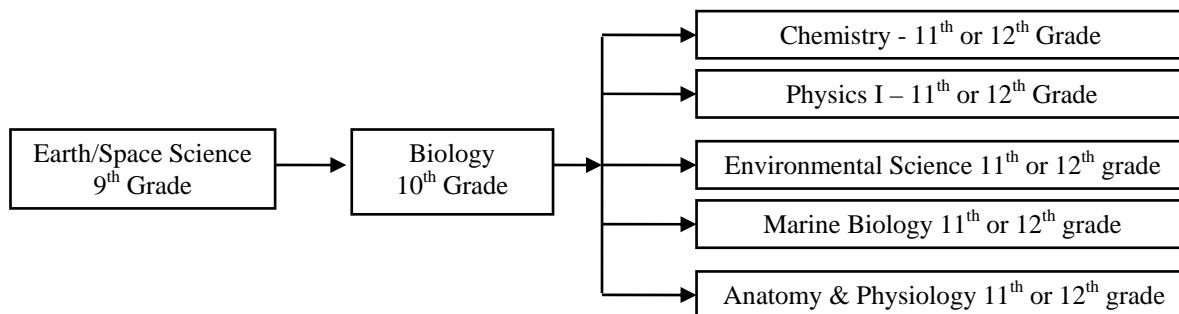 Earth/Space Science
9th Grade
Biology
10th Grade
Chemistry - 11th or 12th Grade
Physics I – 11th or 12th Grade
Environmental Science 11th or 12th grade
Marine Biology 11th or 12th grade
Anatomy & Physiology 11th or 12th grade